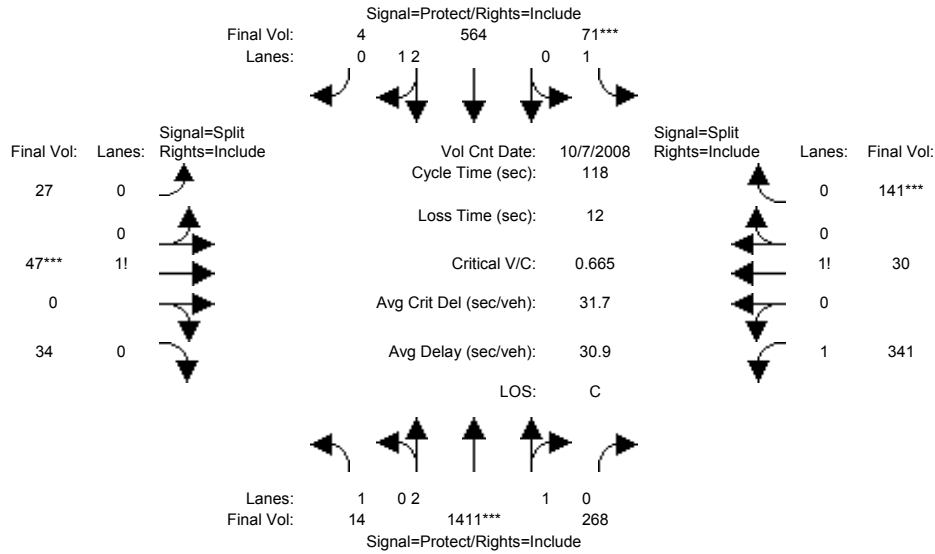 Signal=Protect/Rights=Include
Final Vol: 4 564 71***
Lanes: 0 1 2 0 1
Signal=Split
Final Vol: Lanes: Rights=Include
Vol Cnt Date: 10/7/2008
Signal=Split
Rights=Include Lanes: Final Vol:
Cycle Time (sec): 118
27 0
0 141***
Loss Time (sec): 12
0
0
47*** 1!
Critical V/C: 0.665
1! 30
0 0
Avg Crit Del (sec/veh): 31.7
0
34 0
Avg Delay (sec/veh): 30.9
1 341
LOS: C
Lanes: 1 0 2 1 0
Final Vol: 14 1411*** 268
Signal=Protect/Rights=Include